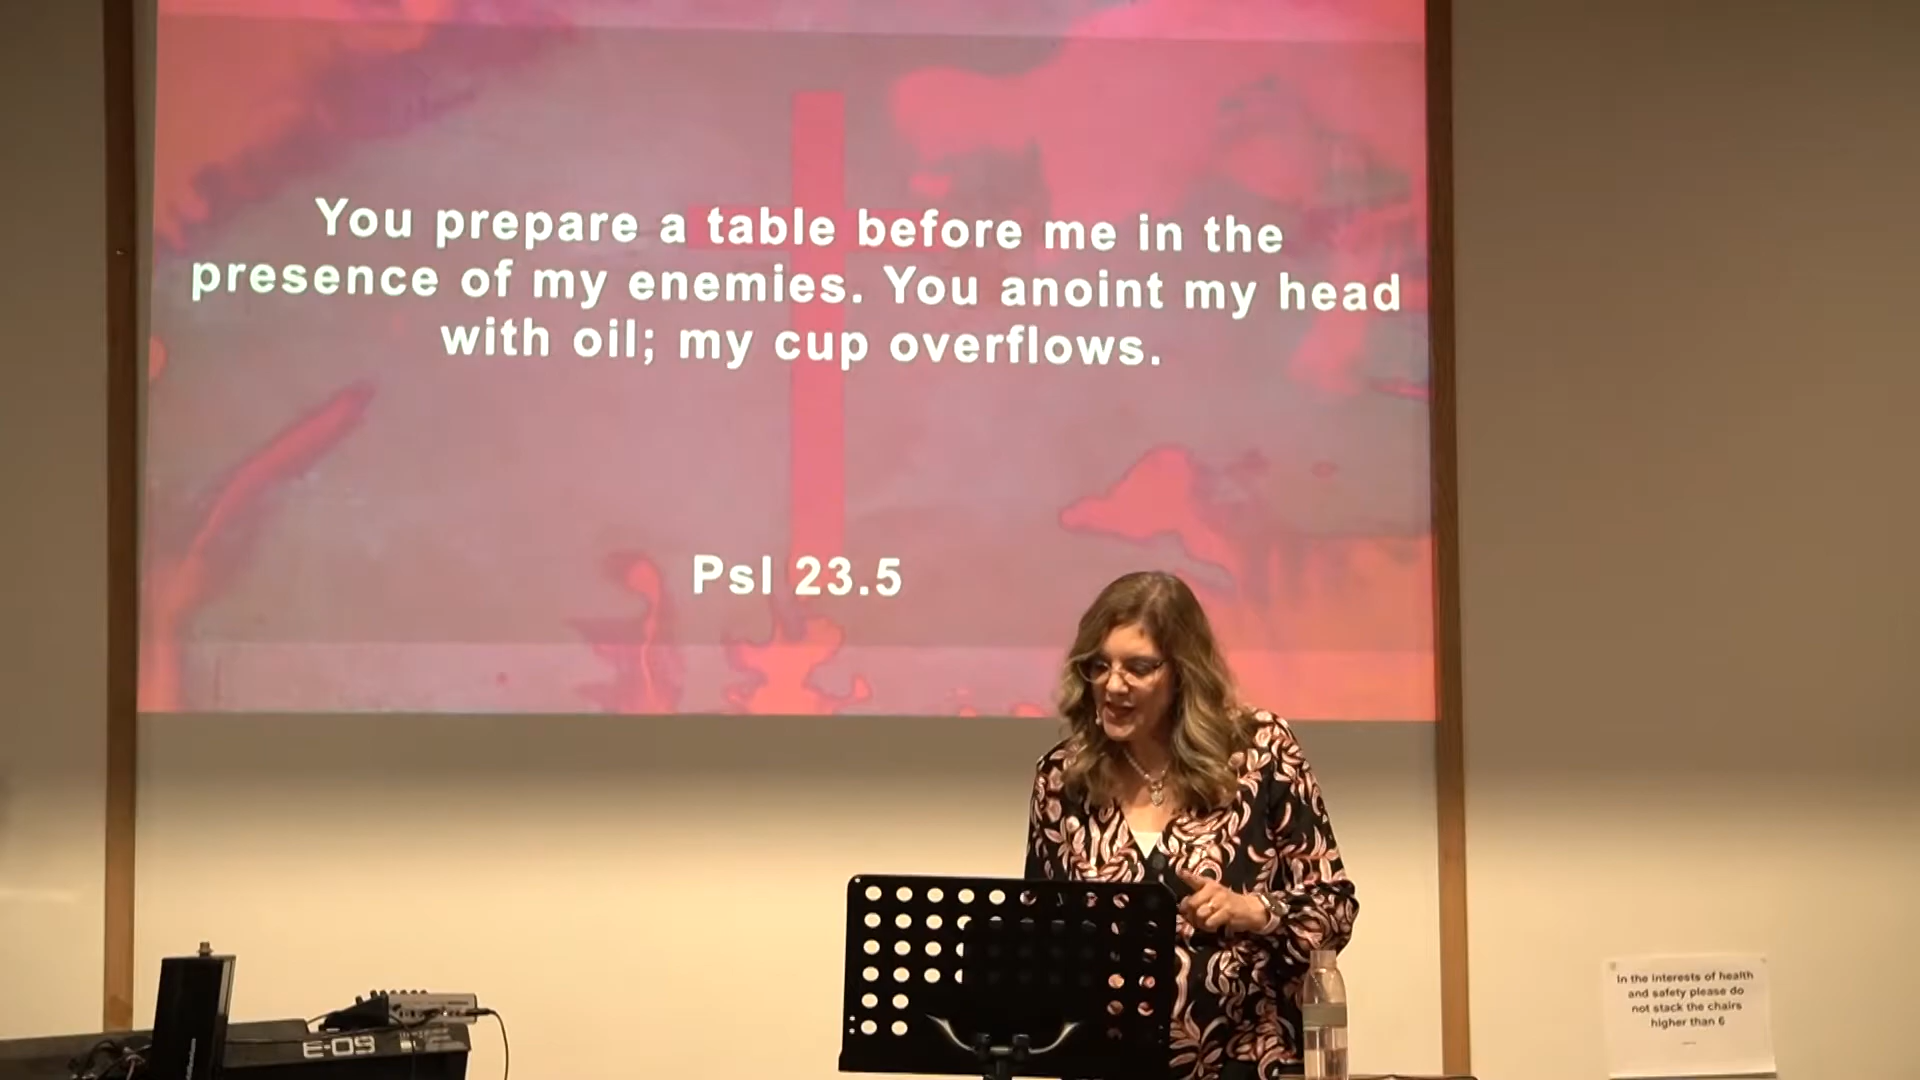 You prepare a table before me in the
presence of my enemies. You anoint my head
with oil; my cup overflows.
Psl 23.5
E-09
In the interests of health
and safety please do
not stack the chairs
higher than 6